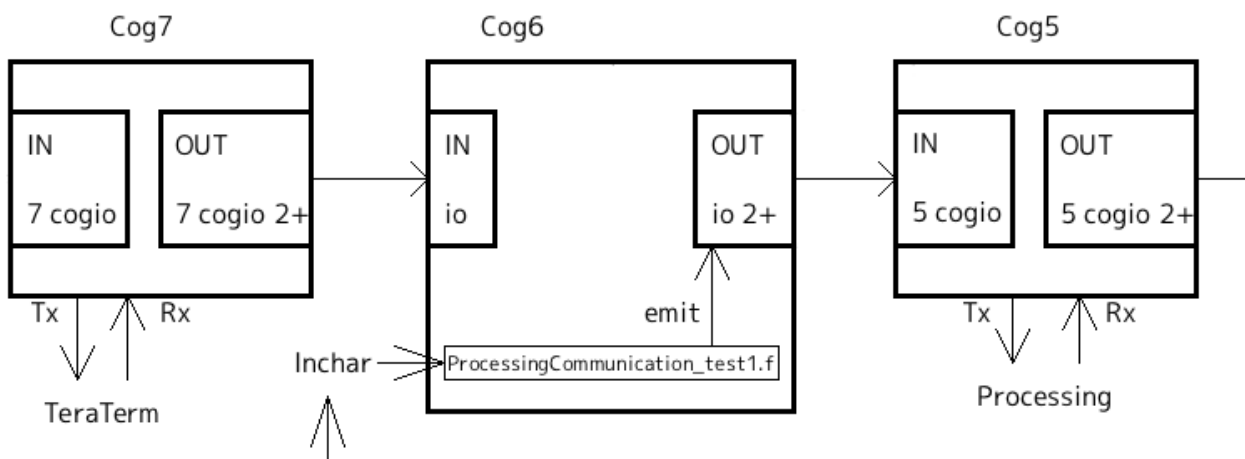 Cog7
Cog6
Cog5
IN
OUT
IN
OUT
IN
OUT
7 cogio
7 cogio 2+
io
io 2+
5 cogio
5 cogio 2+
Tx
Rx
emit
Tx
Rx
Inchar
ProcessingCommunication_test1.f
TeraTerm
Processing